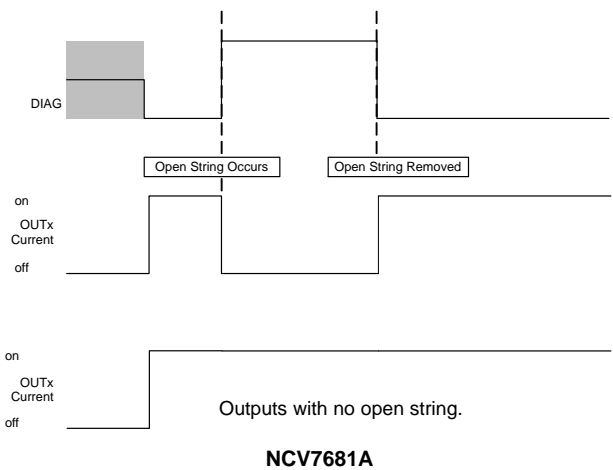 DIAG
Open String Occurs
Open String Removed
on
OUTx
Current
off
on
OUTx
Current
off
Outputs with no open string.
NCV7681A